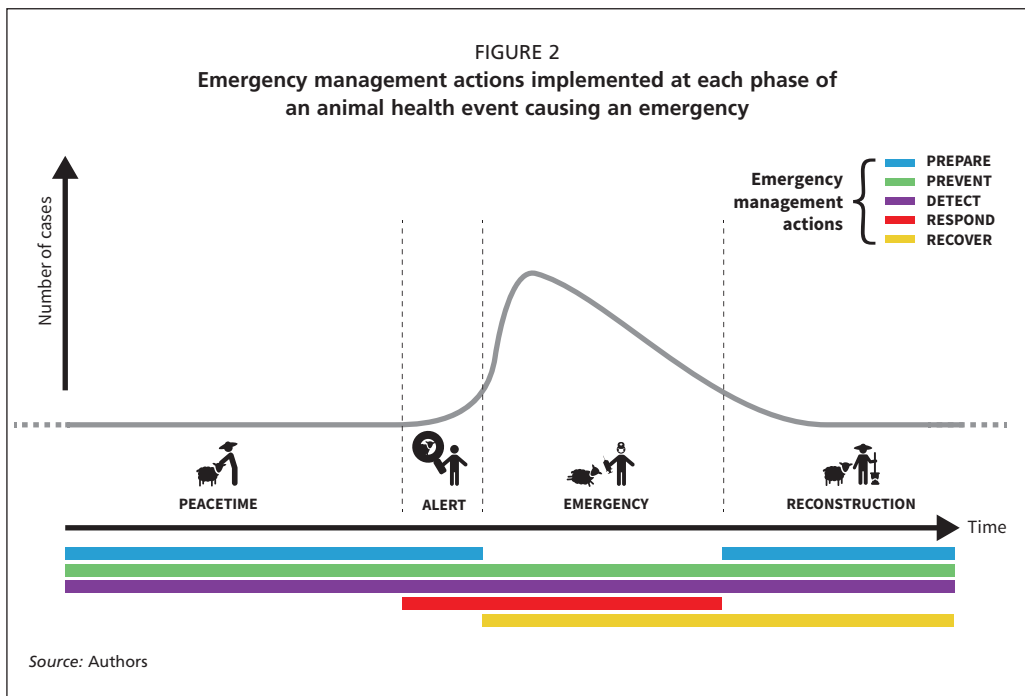 FIGURE 2
Emergency management actions implemented at each phase of
an animal health event causing an emergency
Number of cases
Emergency
management
actions
PREPARE
PREVENT
DETECT
RESPOND
RECOVER
PEACETIME
ALERT
EMERGENCY
RECONSTRUCTION
Time
Source: Authors